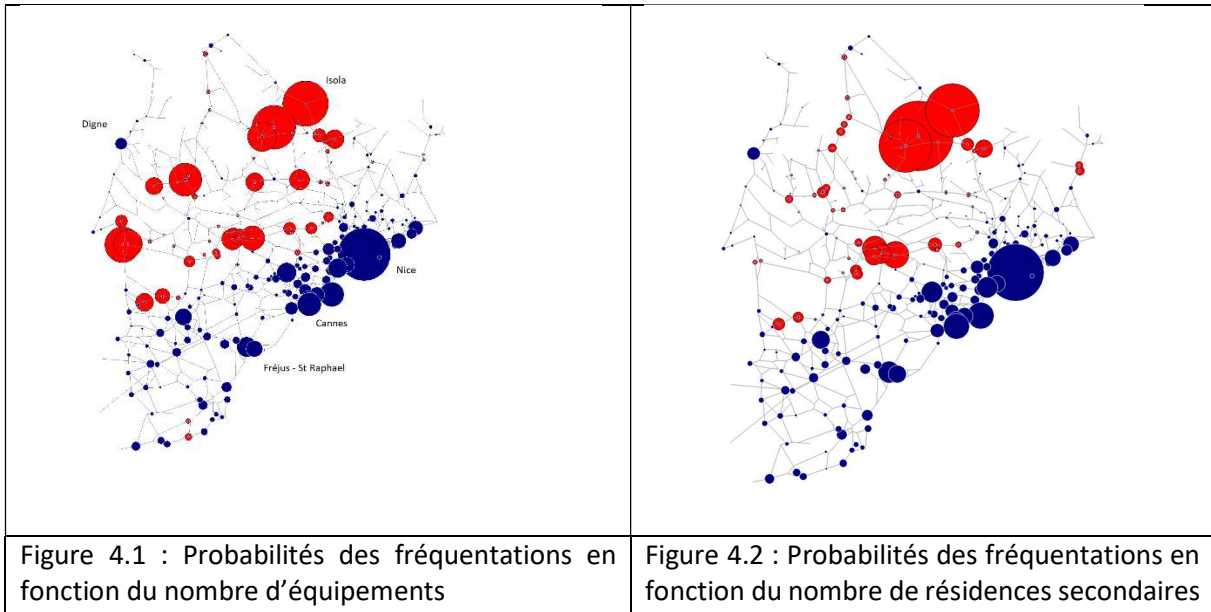 Isola
Digne
Nice
Cannes
Fréjus - St Raphael
Figure 4.1 : Probabilités des fréquentations en
fonction du nombre d'équipements
Figure 4.2 : Probabilités des fréquentations en
fonction du nombre de résidences secondaires